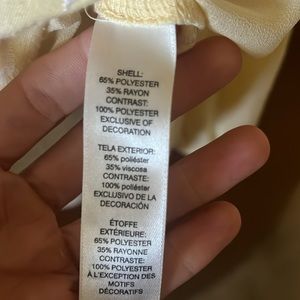 SHELL:
65% POLYESTER
35% RAYON
CONTRAST:
100% POLYESTER
EXCLUSIVE OF
DECORATION
TELA EXTERIOR:
65% poliéster
35% viscosa
CONTRASTE:
100% poliéster
EXCLUSIVO DE LA
DECORACIÓN
ÉTOFFE
EXTÉRIEURE:
65% POLYESTER
35% RAYONNE
CONTRASTE:
100% POLYESTER
À L'EXCEPTION DES
MOTIFS
DÉCORATIFS